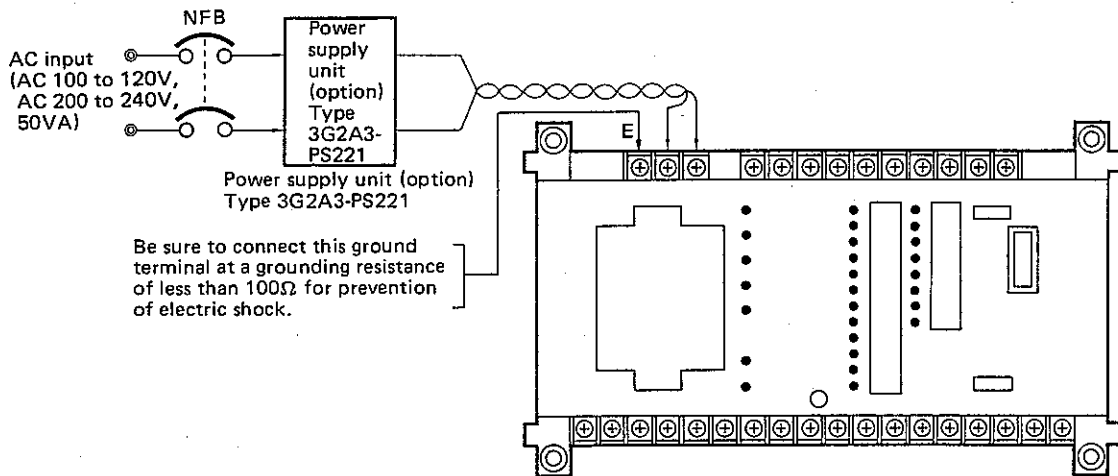 NFB
AC input
(AC 100 to 120V,
AC 200 to 240V,
50VA)
Power
supply
unit
(option)
Type
3G2A3-
PS221
Power supply unit (option)
Type 3G2A3-PS221
E
Be sure to connect this ground
terminal at a grounding resistance
of less than 100Ω for prevention
of electric shock.